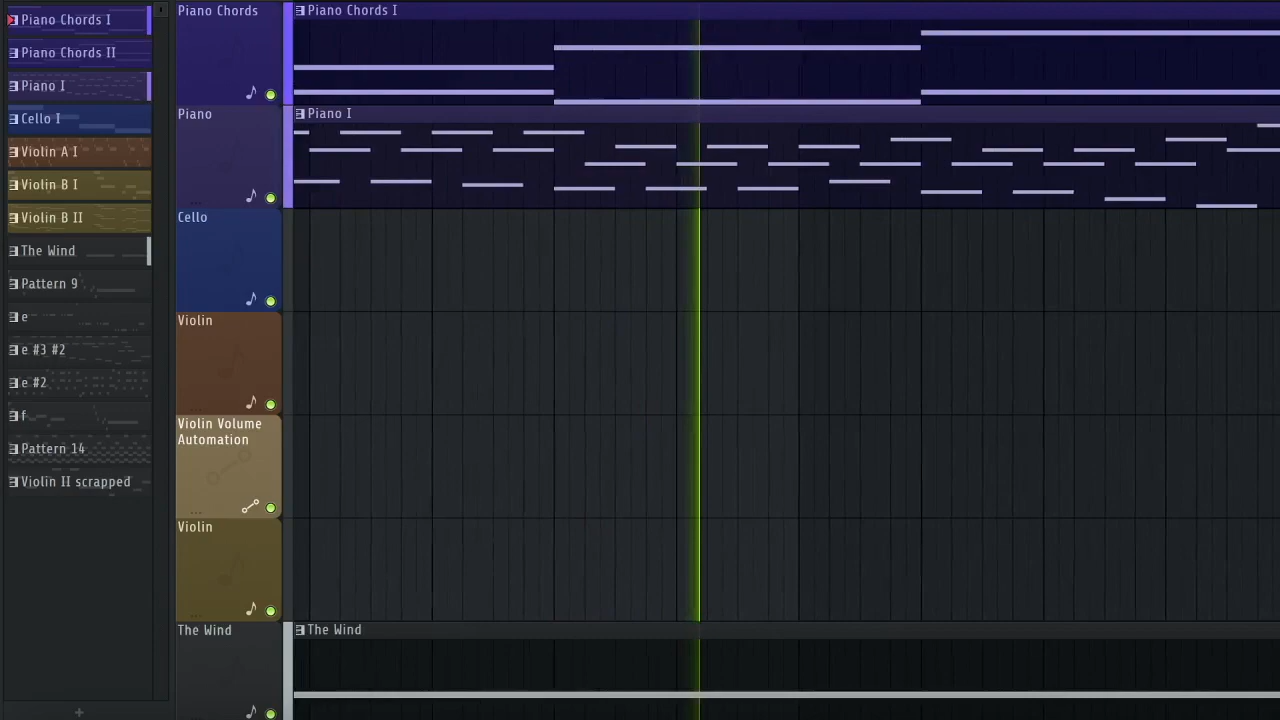 Piano Chords I
Piano Chords II
Piano I
Cello I
Violin A I
Violin B I
Violin B II
The Wind
Pattern 9
e
e #3 #2
e #2
f
Pattern 14
Violin II scrapped
+
Piano Chords
Piano Chords I
Piano
Piano I
Cello
Violin
Violin Volume
Automation
Violin
The Wind
The Wind